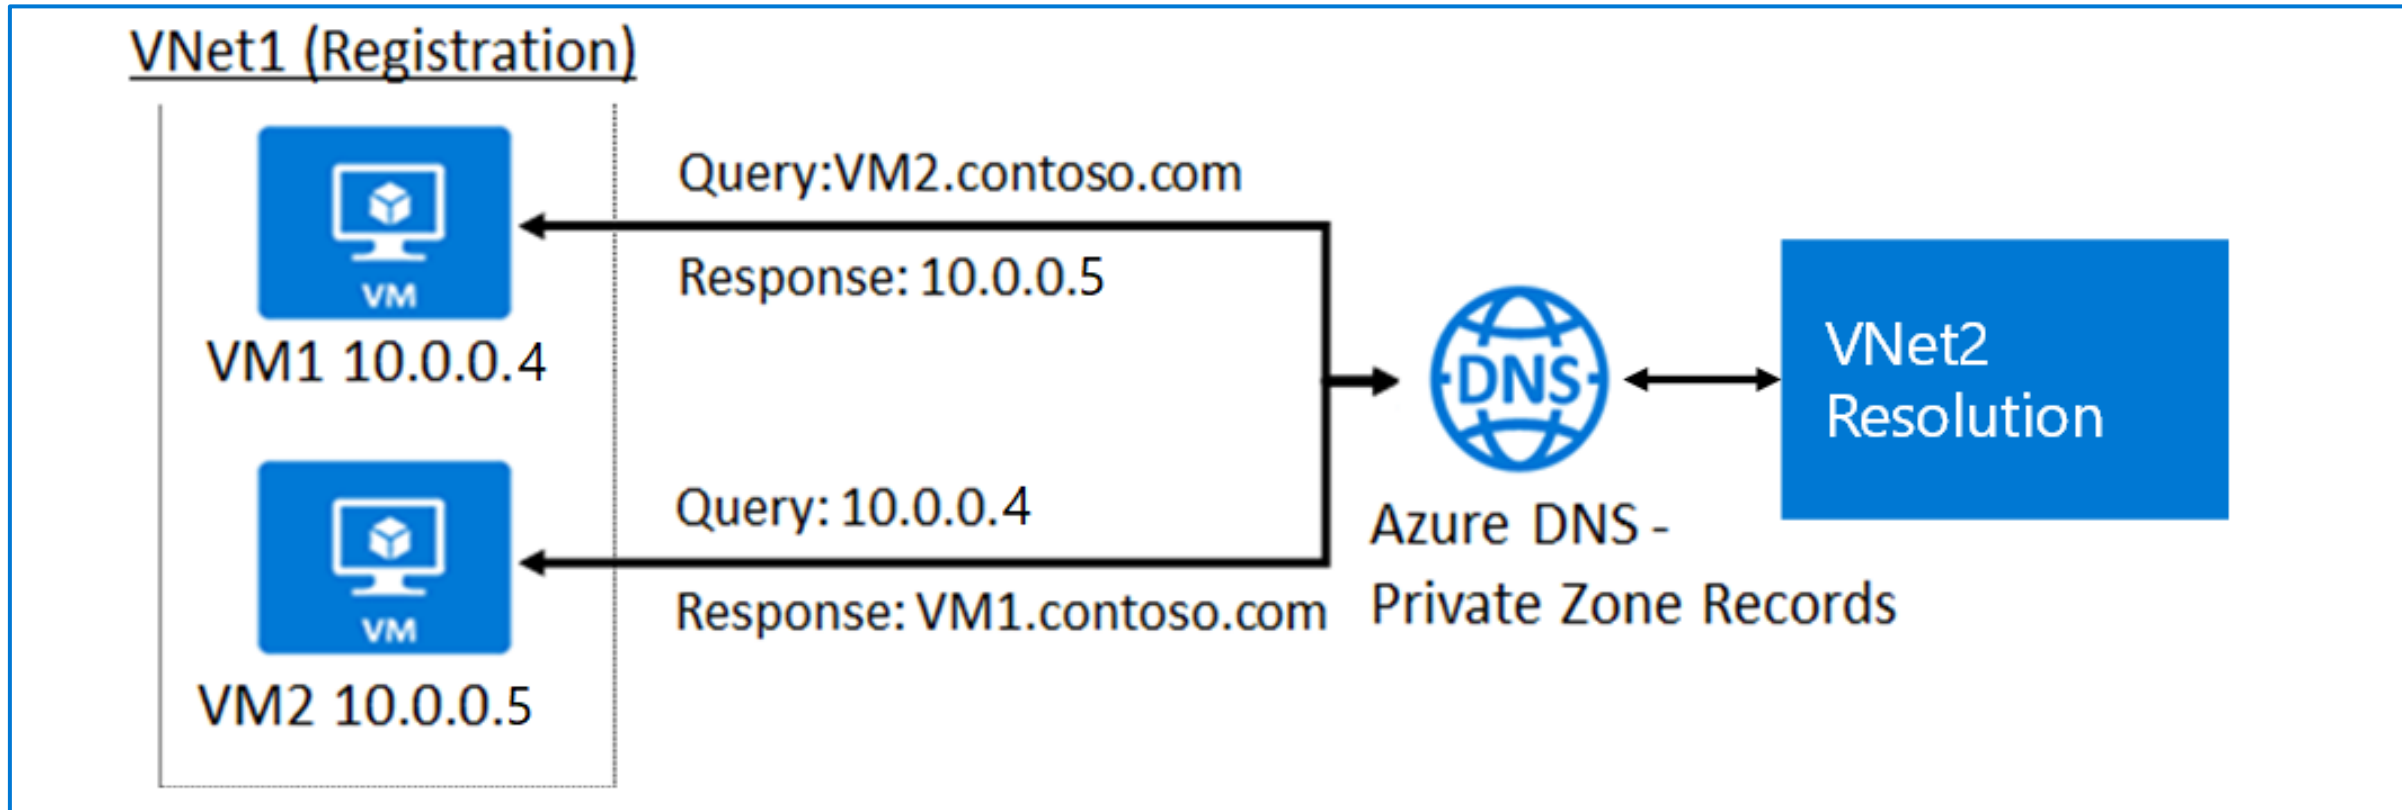 VNet1 (Registration)
VM
VM1 10.0.0.4
Query:VM2.contoso.com
Response: 10.0.0.5
VM
VM2 10.0.0.5
Query: 10.0.0.4
Response: VM1.contoso.com
DNS
Azure DNS -
Private Zone Records
VNet2
Resolution